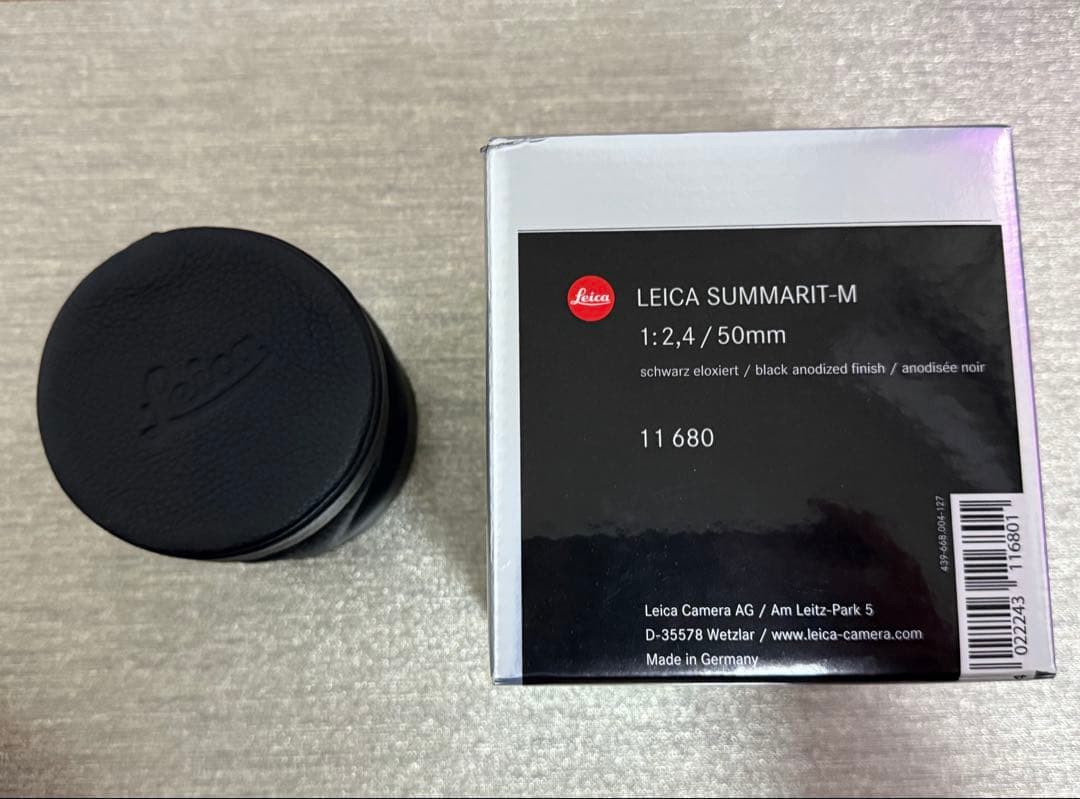 Leica
Leica
LEICA SUMMARIT-M
1:2,4 / 50mm
schwarz eloxiert / black anodized finish / anodisée noir
11 680
439-668.004-127
4 022243 116801
Leica Camera AG / Am Leitz-Park 5
D-35578 Wetzlar / www.leica-camera.com
Made in Germany